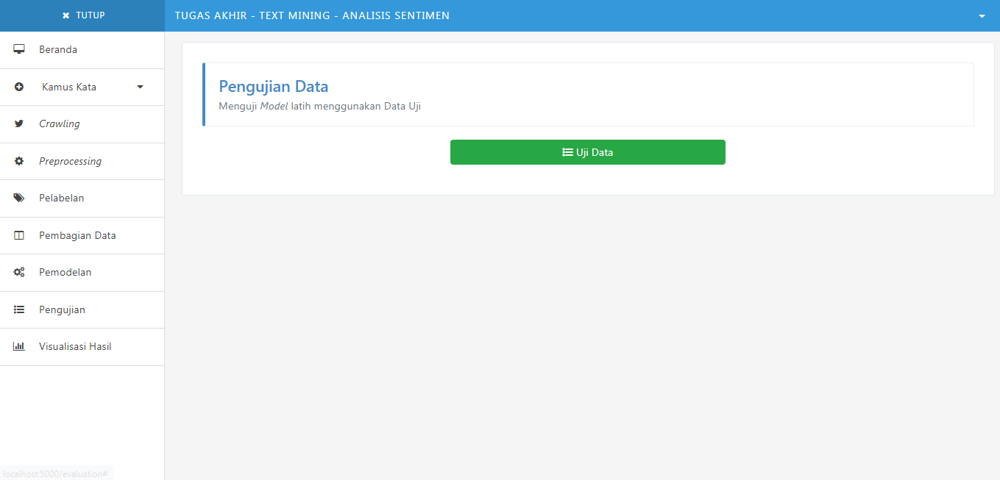 TUTUP
TUGAS AKHIR - TEXT MINING - ANALISIS SENTIMEN
Beranda
Kamus Kata
Crawling
Preprocessing
Pelabelan
Pembagian Data
Pemodelan
Pengujian
Visualisasi Hasil
Pengujian Data
Menguji Model latih menggunakan Data Uji
Uji Data
localhost:5000/evaluation#